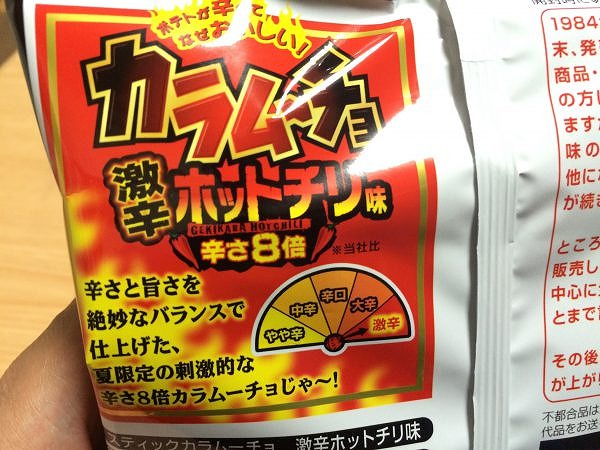 ポテトが辛くて
なぜおいしい!
カラムーチョ
激辛
ホットチリ味
GEKIKARA HOTCHILI
辛さ8倍
※当社比
やや辛
中辛
辛口
大辛
激辛
辛さと旨さを
絶妙なバランスで
仕上げた、
夏限定の刺激的な
辛さ8倍カラムーチョじゃ〜!
スティックカラムーチョ 激辛ホットチリ味
1984
末、発
商品・
の方に
ます
味の
他にな
が続き
ところ
販売し
中心に
とまで
その後
が上が
不都合品は
代品をお送